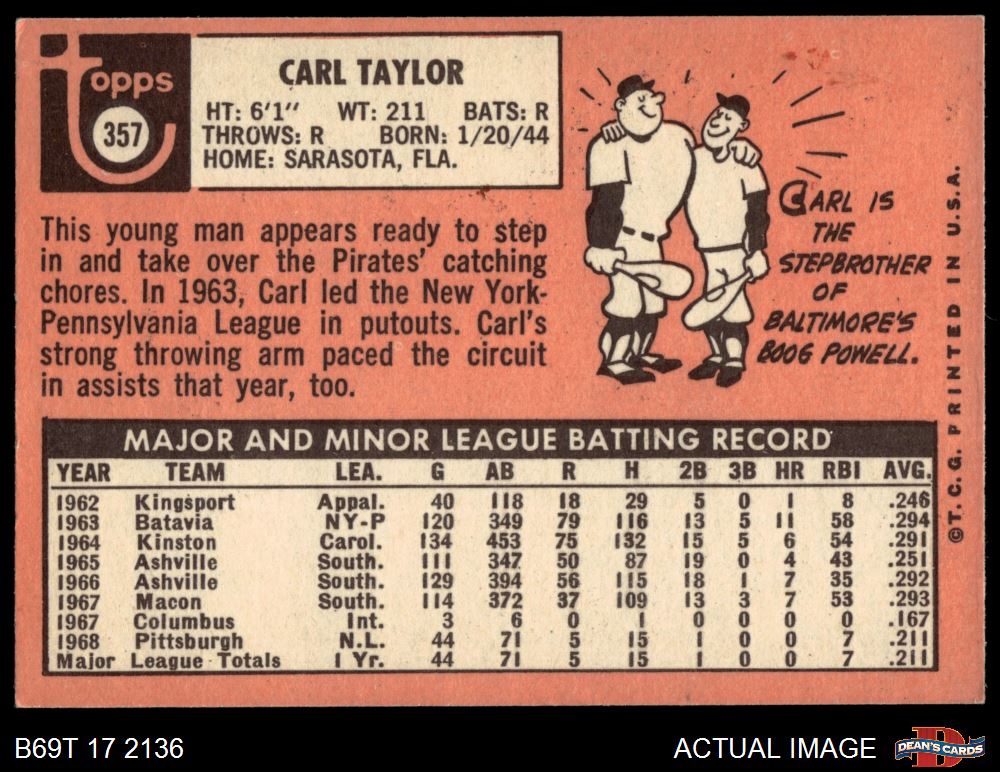 Topps
357
CARL TAYLOR
HT: 6'1" WT: 211 BATS: R
THROWS: R BORN: 1/20/44
HOME: SARASOTA, FLA.
This young man appears ready to step
in and take over the Pirates' catching
chores. In 1963, Carl led the New York-
Pennsylvania League in putouts. Carl's
strong throwing arm paced the circuit
in assists that year, too.
CARL IS
THE
STEPBROTHER
OF
BALTIMORE'S
BOOG POWELL.
©T. C. G. PRINTED IN U.S.A.
MAJOR AND MINOR LEAGUE BATTING RECORD
YEAR TEAM LEA. G AB R H 2B 3B HR RBI AVG.
1962 Kingsport Appal. 40 118 18 29 5 0 1 8 .246
1963 Batavia NY-P 120 349 79 116 13 5 11 58 .294
1964 Kinston Carol. 134 453 75 132 15 5 6 54 .291
1965 Ashville South. 111 347 50 87 19 0 4 43 .251
1966 Ashville South. 129 394 56 115 18 1 7 35 .292
1967 Macon South. 114 372 37 109 13 3 7 53 .293
1967 Columbus Int. 3 6 0 1 0 0 0 0 .167
1968 Pittsburgh N.L. 44 71 5 15 1 0 0 7 .211
Major League Totals 1 Yr. 44 71 5 15 1 0 0 7 .211
B69T 17 2136
ACTUAL IMAGE
DEAN'S CARDS